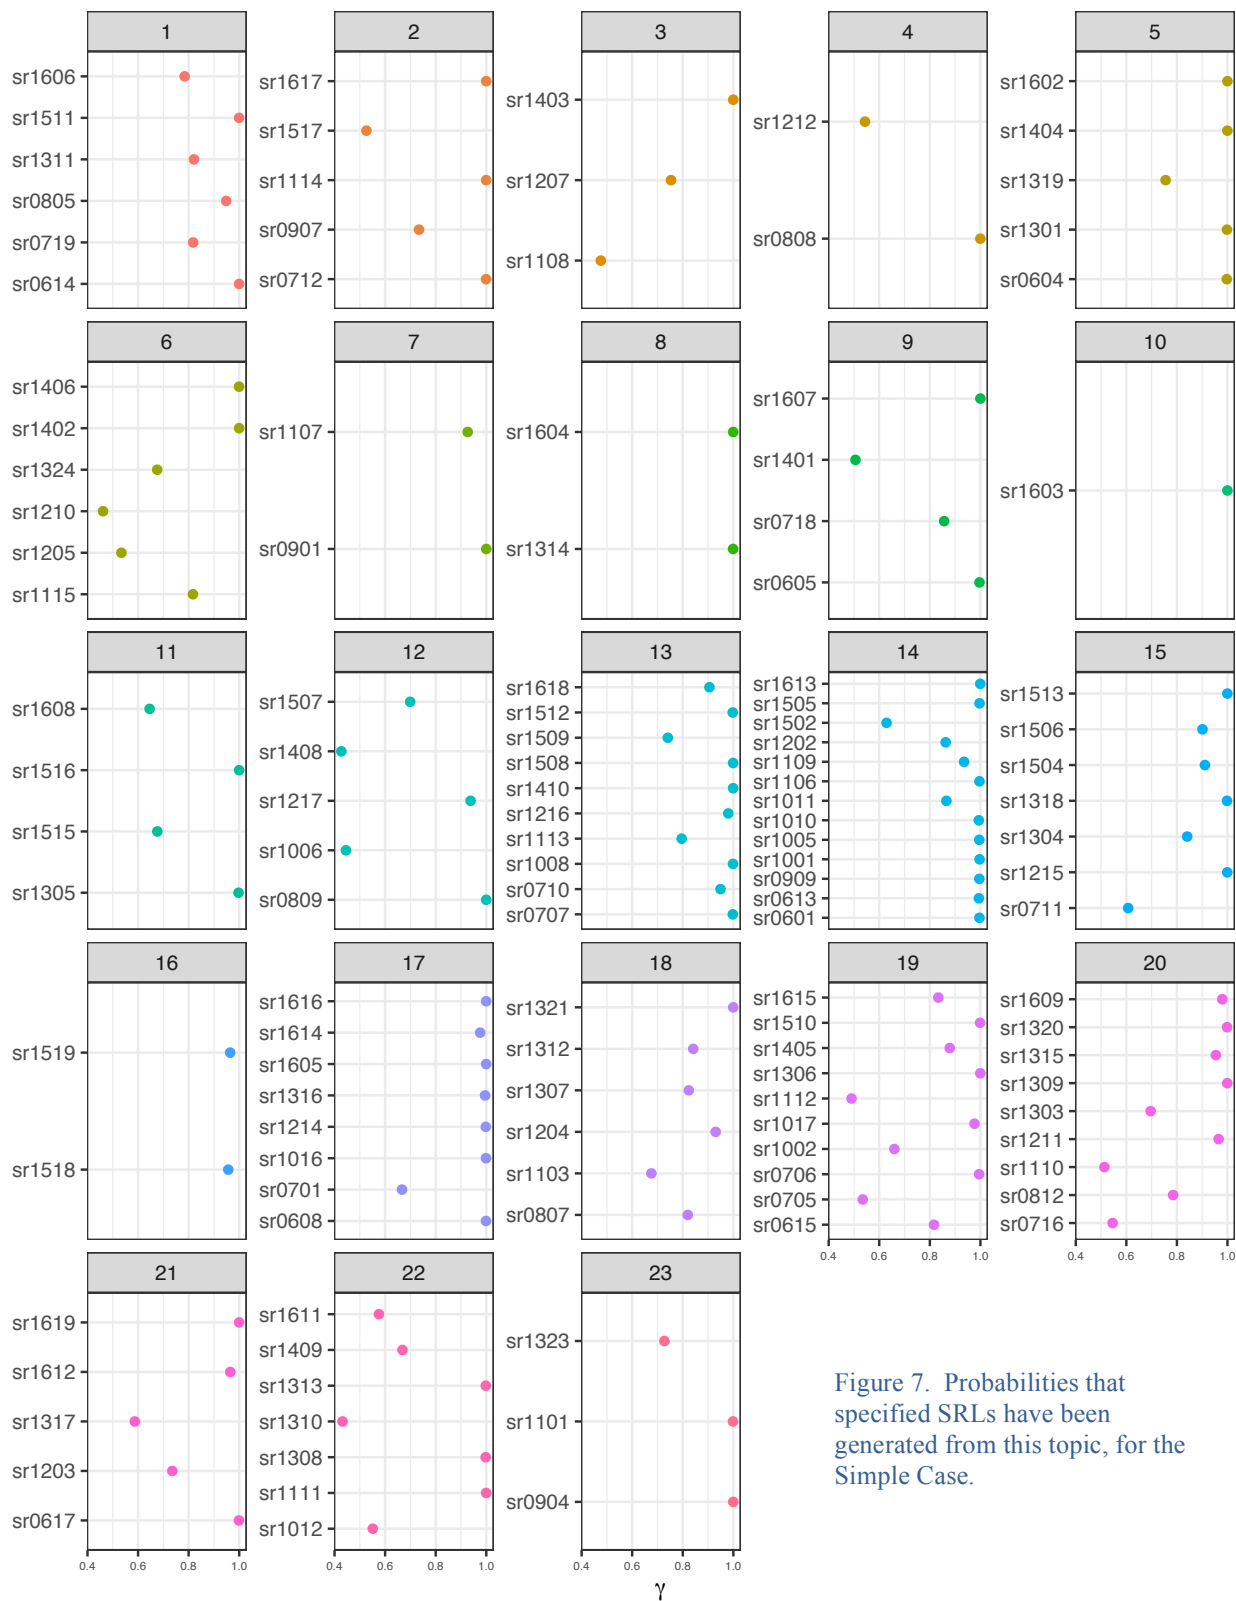 1
sr1606
sr1511
sr1311
sr0805
sr0719
sr0614
2
sr1617
sr1517
sr1114
sr0907
sr0712
3
sr1403
sr1207
sr1108
4
sr1212
sr0808
5
sr1602
sr1404
sr1319
sr1301
sr0604
6
sr1406
sr1402
sr1324
sr1210
sr1205
sr1115
7
sr1107
sr0901
8
sr1604
sr1314
9
sr1607
sr1401
sr0718
sr0605
10
sr1603
11
sr1608
sr1516
sr1515
sr1305
12
sr1507
sr1408
sr1217
sr1006
sr0809
13
sr1618
sr1512
sr1509
sr1508
sr1410
sr1216
sr1113
sr1008
sr0710
sr0707
14
sr1613
sr1505
sr1502
sr1202
sr1109
sr1106
sr1011
sr1010
sr1005
sr1001
sr0909
sr0613
sr0601
15
sr1513
sr1506
sr1504
sr1318
sr1304
sr1215
sr0711
16
sr1519
sr1518
17
sr1616
sr1614
sr1605
sr1316
sr1214
sr1016
sr0701
sr0608
18
sr1321
sr1312
sr1307
sr1204
sr1103
sr0807
19
sr1615
sr1510
sr1405
sr1306
sr1112
sr1017
sr1002
sr0706
sr0705
sr0615
0.4 0.6 0.8 1.0
20
sr1609
sr1320
sr1315
sr1309
sr1303
sr1211
sr1110
sr0812
sr0716
0.4 0.6 0.8 1.0
21
sr1619
sr1612
sr1317
sr1203
sr0617
0.4 0.6 0.8 1.0
22
sr1611
sr1409
sr1313
sr1310
sr1308
sr1111
sr1012
0.4 0.6 0.8 1.0
23
sr1323
sr1101
sr0904
0.4 0.6 0.8 1.0
γ
Figure 7. Probabilities that
specified SRLs have been
generated from this topic, for the
Simple Case.